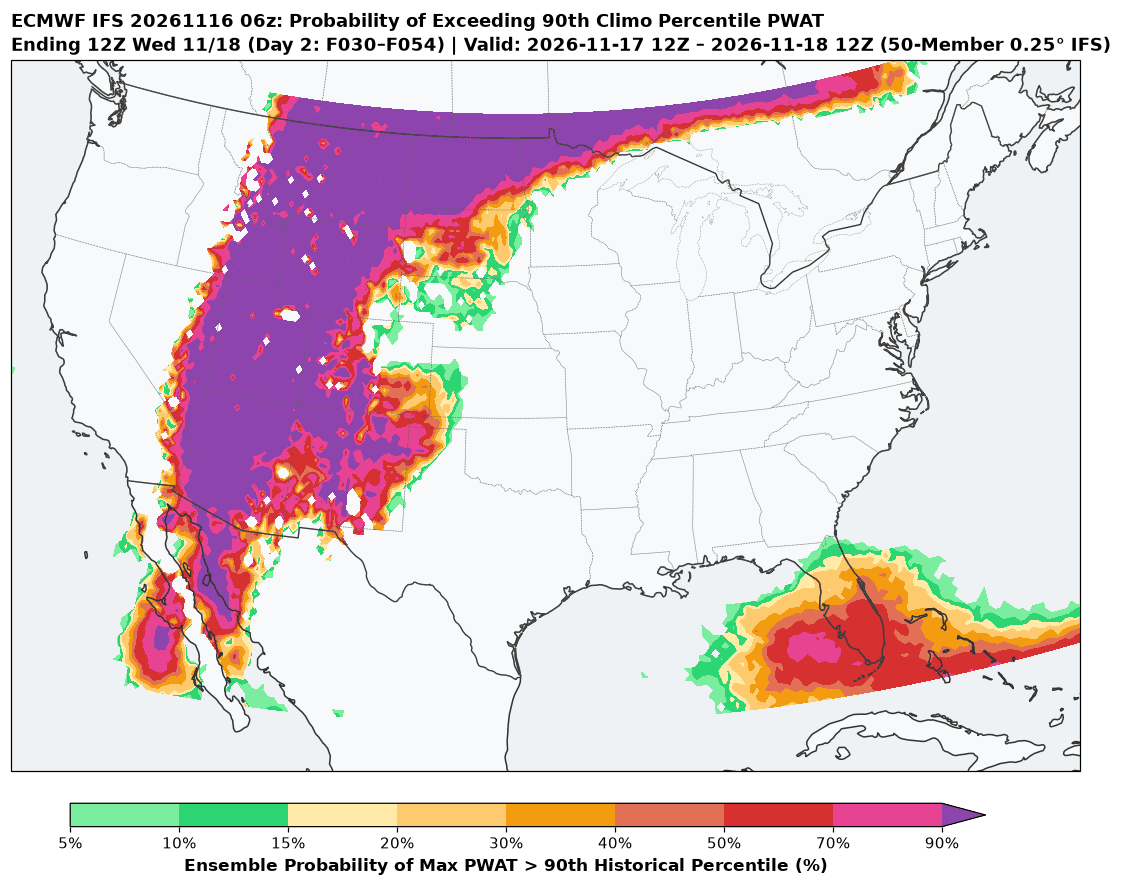 ECMWF IFS 20261116 06z: Probability of Exceeding 90th Climo Percentile PWAT
Ending 12Z Wed 11/18 (Day 2: F030–F054) | Valid: 2026-11-17 12Z – 2026-11-18 12Z (50-Member 0.25° IFS)
5% 10% 15% 20% 30% 40% 50% 70% 90%
Ensemble Probability of Max PWAT > 90th Historical Percentile (%)